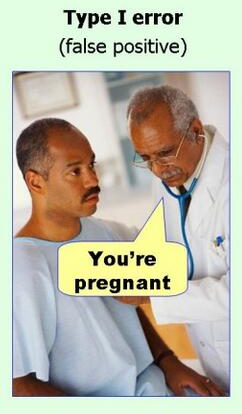 Type I error
(false positive)
You're
pregnant